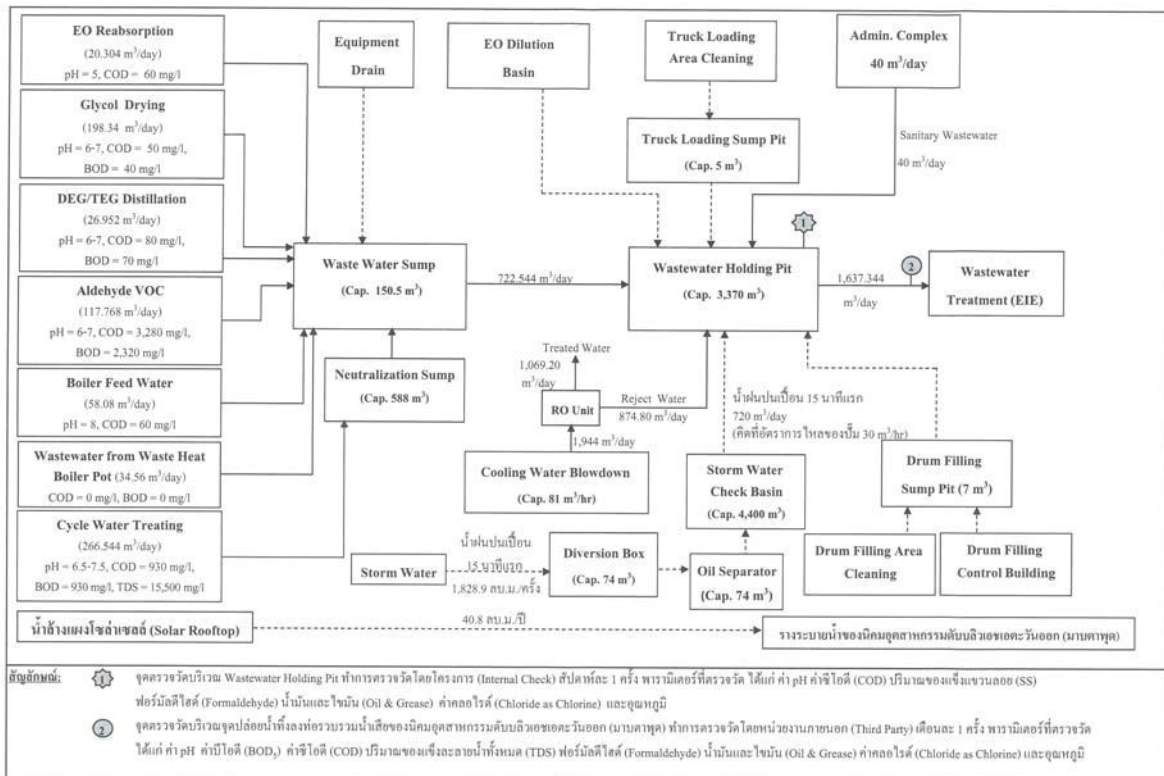 EO Reabsorption
(20.304 m³/day)
pH = 5, COD = 60 mg/l
Glycol Drying
(198.34 m³/day)
pH = 6-7, COD = 50 mg/l,
BOD = 40 mg/l
DEG/TEG Distillation
(26.952 m³/day)
pH = 6-7, COD = 80 mg/l,
BOD = 70 mg/l
Aldehyde VOC
(117.768 m³/day)
pH = 6-7, COD = 3,280 mg/l,
BOD = 2,320 mg/l
Boiler Feed Water
(58.08 m³/day)
pH = 8, COD = 60 mg/l
Wastewater from Waste Heat
Boiler Pot (34.56 m³/day)
COD = 0 mg/l, BOD = 0 mg/l
Cycle Water Treating
(266.544 m³/day)
pH = 6.5-7.5, COD = 930 mg/l,
BOD = 930 mg/l, TDS = 15,500 mg/l
Equipment
Drain
EO Dilution
Basin
Truck Loading
Area Cleaning
Admin. Complex
40 m³/day
Truck Loading Sump Pit
(Cap. 5 m³)
Sanitary Wastewater
40 m³/day
1
Waste Water Sump
(Cap. 150.5 m³)
722.544 m³/day
Wastewater Holding Pit
(Cap. 3,370 m³)
2
1,637.344
m³/day
Wastewater
Treatment (EIE)
Neutralization Sump
(Cap. 588 m³)
Treated Water
1,069.20
m³/day
RO Unit
Reject Water
874.80 m³/day
1,944 m³/day
Cooling Water Blowdown
(Cap. 81 m³/hr)
น้ำฝนปนเปื้อน 15 นาทีแรก
720 m³/day
(คิดที่อัตราการไหลของปั๊ม 30 m³/hr)
Storm Water
Check Basin
(Cap. 4,400 m³)
Drum Filling
Sump Pit (7 m³)
Storm Water
น้ำฝนปนเปื้อน
15 นาทีแรก
1,828.9 ลบ.ม./ครั้ง
Diversion Box
(Cap. 74 m³)
Oil Separator
(Cap. 74 m³)
Drum Filling Area
Cleaning
Drum Filling
Control Building
น้ำล้างแผงโซล่าเซลล์ (Solar Rooftop)
40.8 ลบ.ม./ปี
รางระบายน้ำของนิคมอุตสาหกรรมดับบลิวเอชเอตะวันออก (มาบตาพุด)
สัญลักษณ์:
1 จุดตรวจวัดบริเวณ Wastewater Holding Pit ทำการตรวจวัดโดยโครงการ (Internal Check) สัปดาห์ละ 1 ครั้ง พารามิเตอร์ที่ตรวจวัด ได้แก่ ค่า pH ค่าซีโอดี (COD) ปริมาณของแข็งแขวนลอย (SS)
ฟอร์มัลดีไฮด์ (Formaldehyde) น้ำมันและไขมัน (Oil & Grease) ค่าคลอไรด์ (Chloride as Chlorine) และอุณหภูมิ
2 จุดตรวจวัดบริเวณจุดปล่อยน้ำทิ้งลงท่อรวบรวมน้ำเสียของนิคมอุตสาหกรรมดับบลิวเอชเอตะวันออก (มาบตาพุด) ทำการตรวจวัดโดยหน่วยงานภายนอก (Third Party) เดือนละ 1 ครั้ง พารามิเตอร์ที่ตรวจวัด
ได้แก่ ค่า pH ค่าบีโอดี (BOD₅) ค่าซีโอดี (COD) ปริมาณของแข็งละลายน้ำทั้งหมด (TDS) ฟอร์มัลดีไฮด์ (Formaldehyde) น้ำมันและไขมัน (Oil & Grease) ค่าคลอไรด์ (Chloride as Chlorine) และอุณหภูมิ